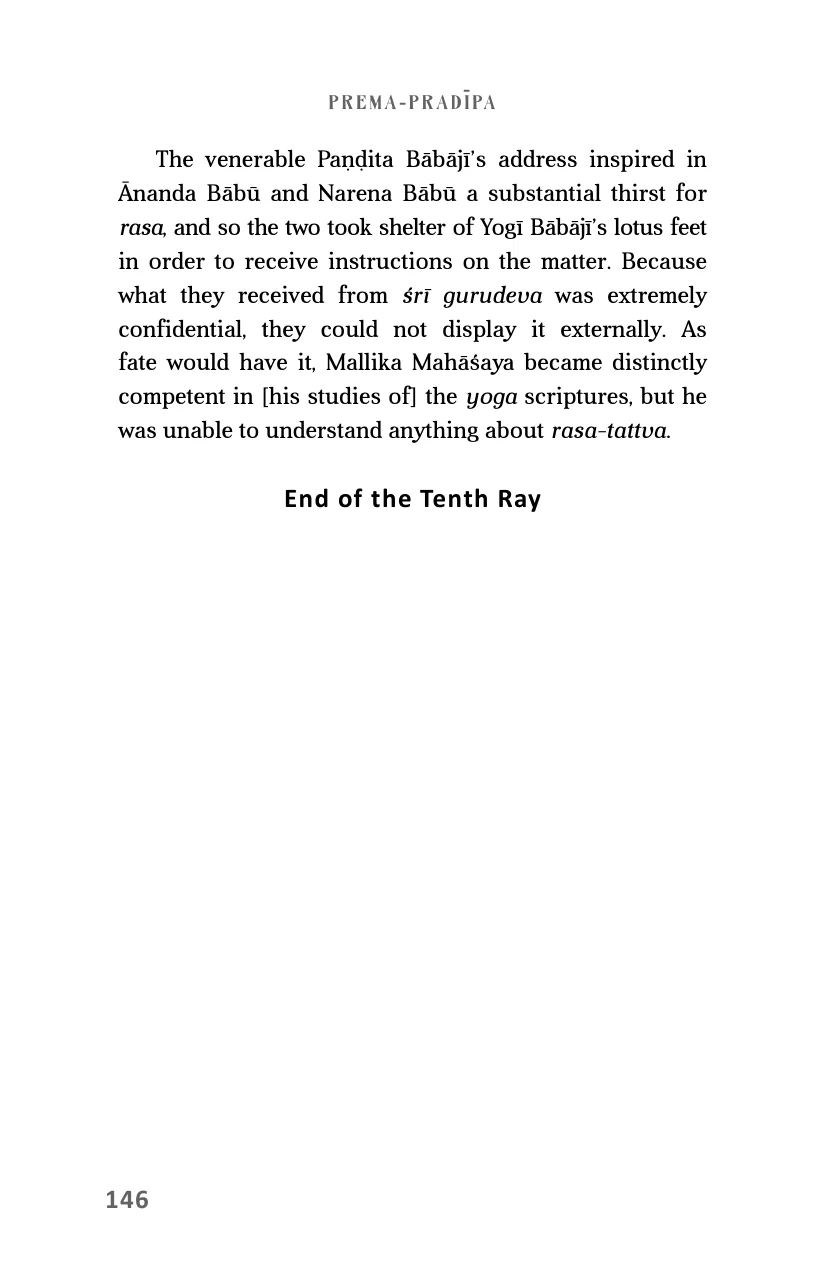 PREMA-PRADĪPA
The venerable Paṇḍita Bābājī’s address inspired in
Ānanda Bābū and Narena Bābū a substantial thirst for
rasa, and so the two took shelter of Yogī Bābājī’s lotus feet
in order to receive instructions on the matter. Because
what they received from śrī gurudeva was extremely
confidential, they could not display it externally. As
fate would have it, Mallika Mahāśaya became distinctly
competent in [his studies of] the yoga scriptures, but he
was unable to understand anything about rasa-tattva.
End of the Tenth Ray
146